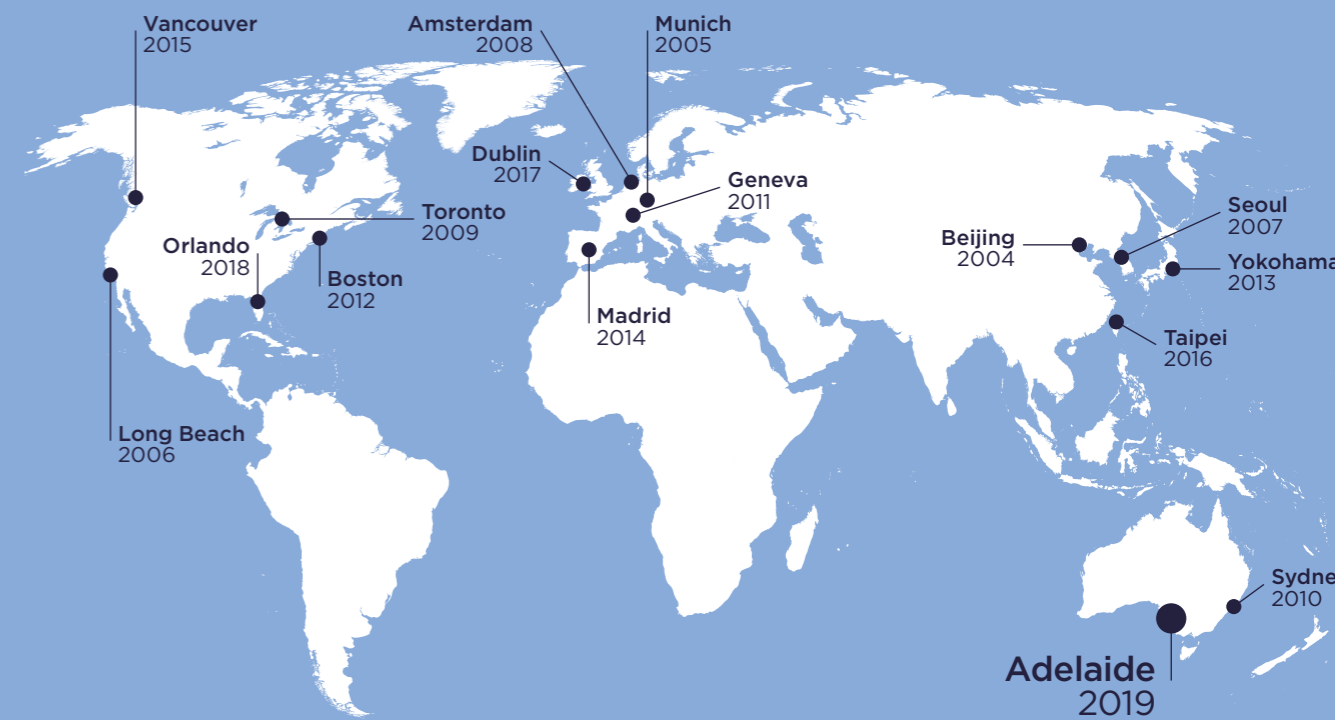 Vancouver
2015
Amsterdam
2008
Munich
2005
Dublin
2017
Geneva
2011
Toronto
2009
Orlando
2018
Boston
2012
Madrid
2014
Long Beach
2006
Beijing
2004
Seoul
2007
Yokohama
2013
Taipei
2016
Sydne
2010
Adelaide
2019